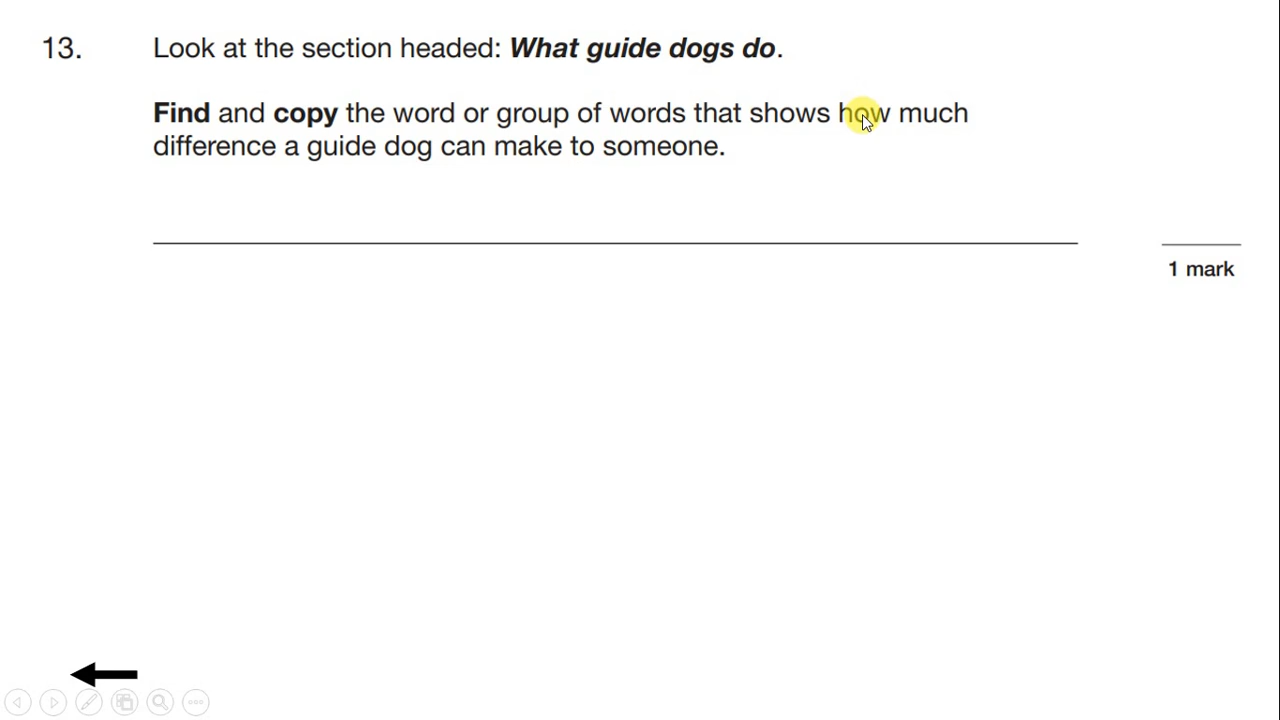 13. Look at the section headed: What guide dogs do.
Find and copy the word or group of words that shows how much
difference a guide dog can make to someone.
1 mark